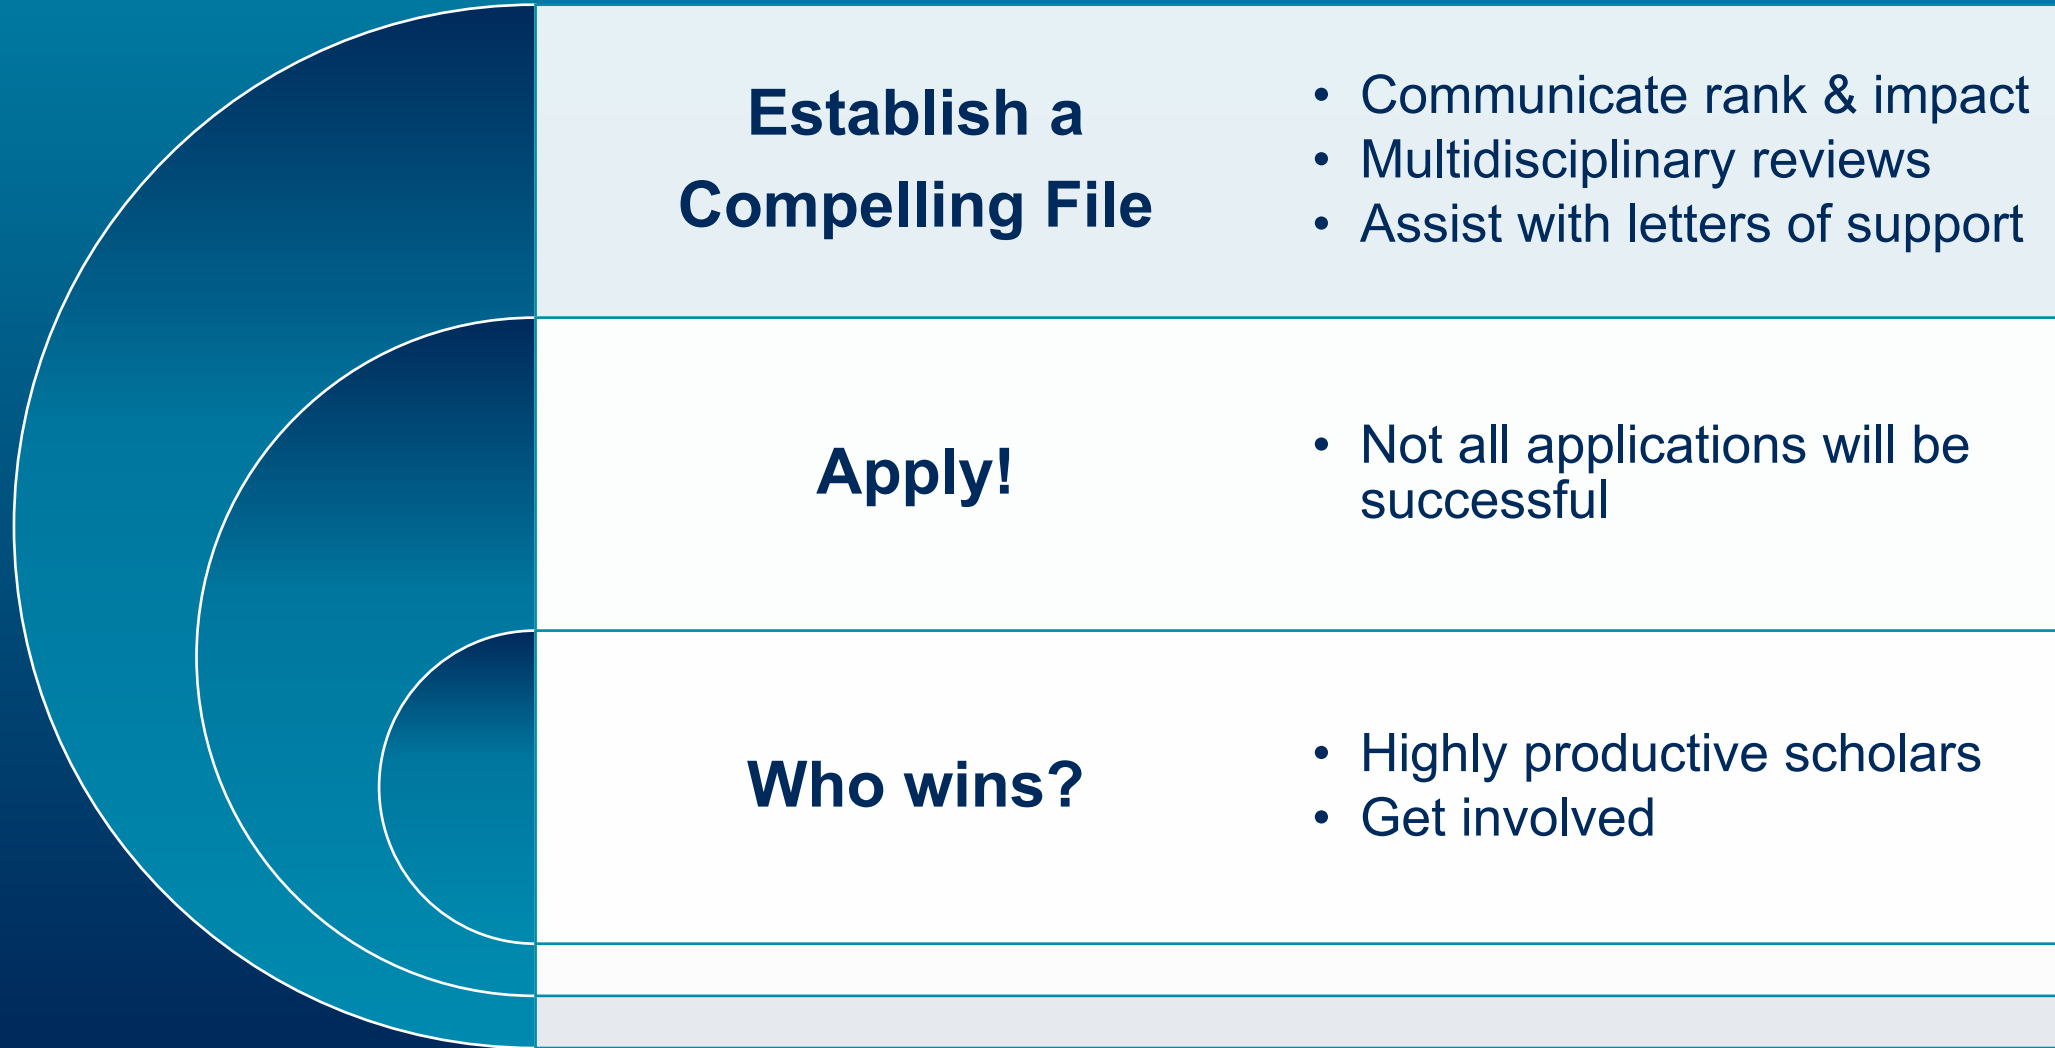 Establish a
Compelling File
• Communicate rank & impact
• Multidisciplinary reviews
• Assist with letters of support
Apply!
• Not all applications will be
successful
Who wins?
• Highly productive scholars
• Get involved